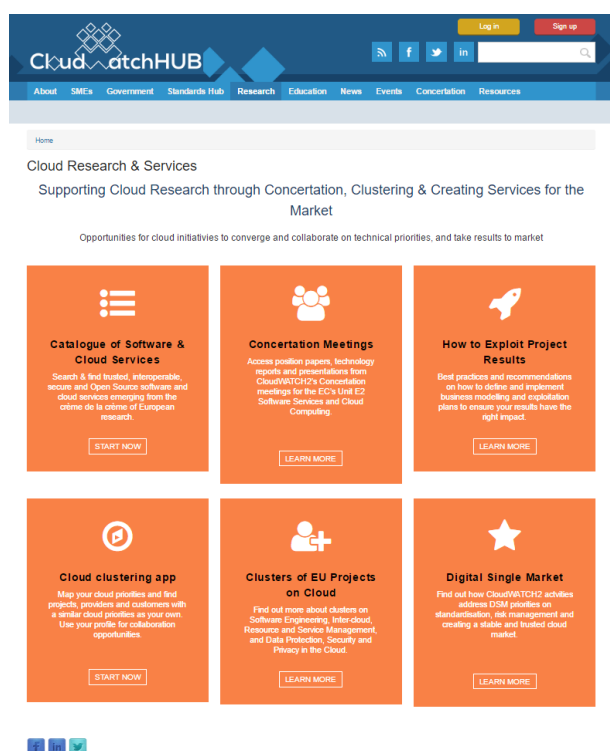 Log in
Sign up
CloudWatchHUB
About SMEs Government Standards Hub Research Education News Events Concertation Resources
Home
Cloud Research & Services
Supporting Cloud Research through Concertation, Clustering & Creating Services for the
Market
Opportunities for cloud initiativies to converge and collaborate on technical priorities, and take results to market
Catalogue of Software &
Cloud Services
Search & find trusted, interoperable,
secure and Open Source software and
cloud services emerging from the
crème de la crème of European
research.
START NOW
Concertation Meetings
Access position papers, technology
reports and presentations from
CloudWATCH2's Concertation
meetings for the EC's Unit E2
Software Services and Cloud
Computing.
LEARN MORE
How to Exploit Project
Results
Best practices and recommendations
on how to define and implement
business modelling and exploitation
plans to ensure your results have the
right impact.
LEARN MORE
Cloud clustering app
Map your cloud priorities and find
projects, providers and customers with
a similar cloud priorities as your own.
Use your profile for collaboration
opportunities.
START NOW
Clusters of EU Projects
on Cloud
Find out more about clusters on
Software Engineering, Inter-cloud,
Resource and Service Management,
and Data Protection, Security and
Privacy in the Cloud.
LEARN MORE
Digital Single Market
Find out how CloudWATCH2 activities
address DSM priorities on
standardisation, risk management and
creating a stable and trusted cloud
market.
LEARN MORE